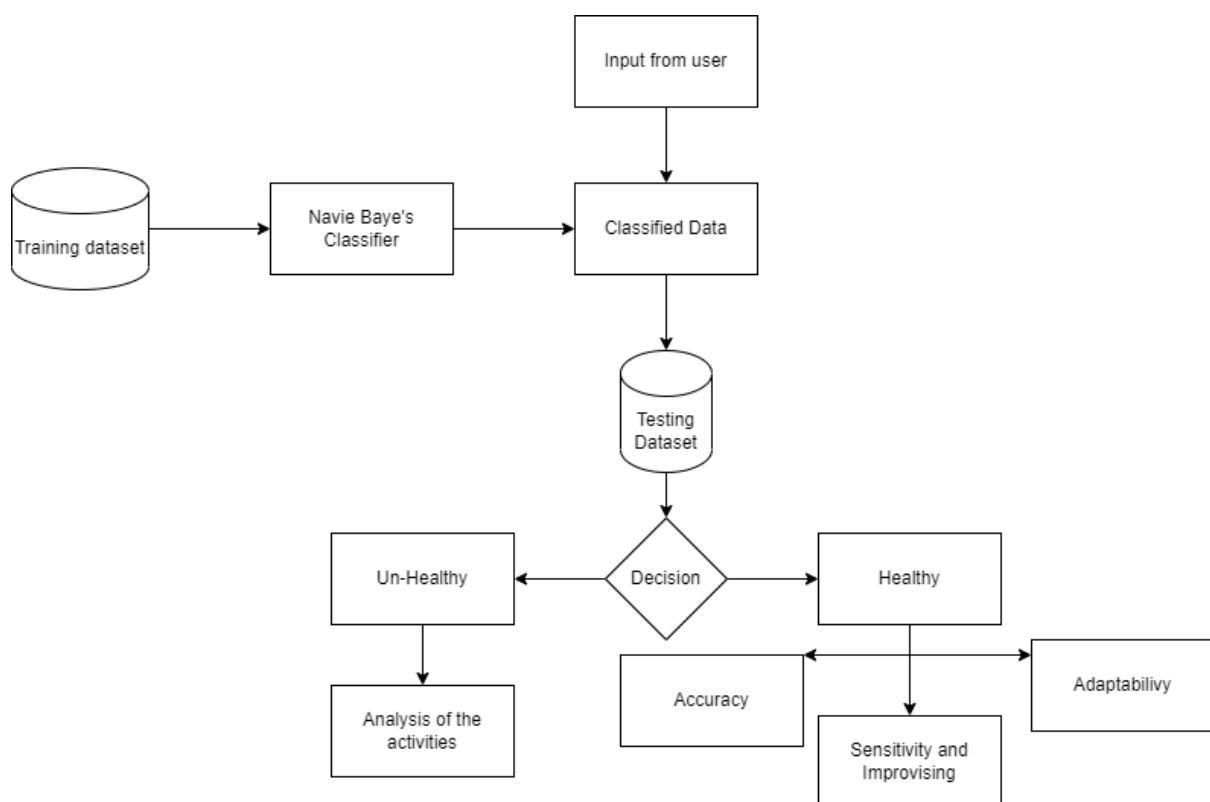 Input from user
Training dataset
Navie Baye's
Classifier
Classified Data
Testing
Dataset
Un-Healthy
Decision
Healthy
Analysis of the
activities
Accuracy
Adaptabilivy
Sensitivity and
Improvising